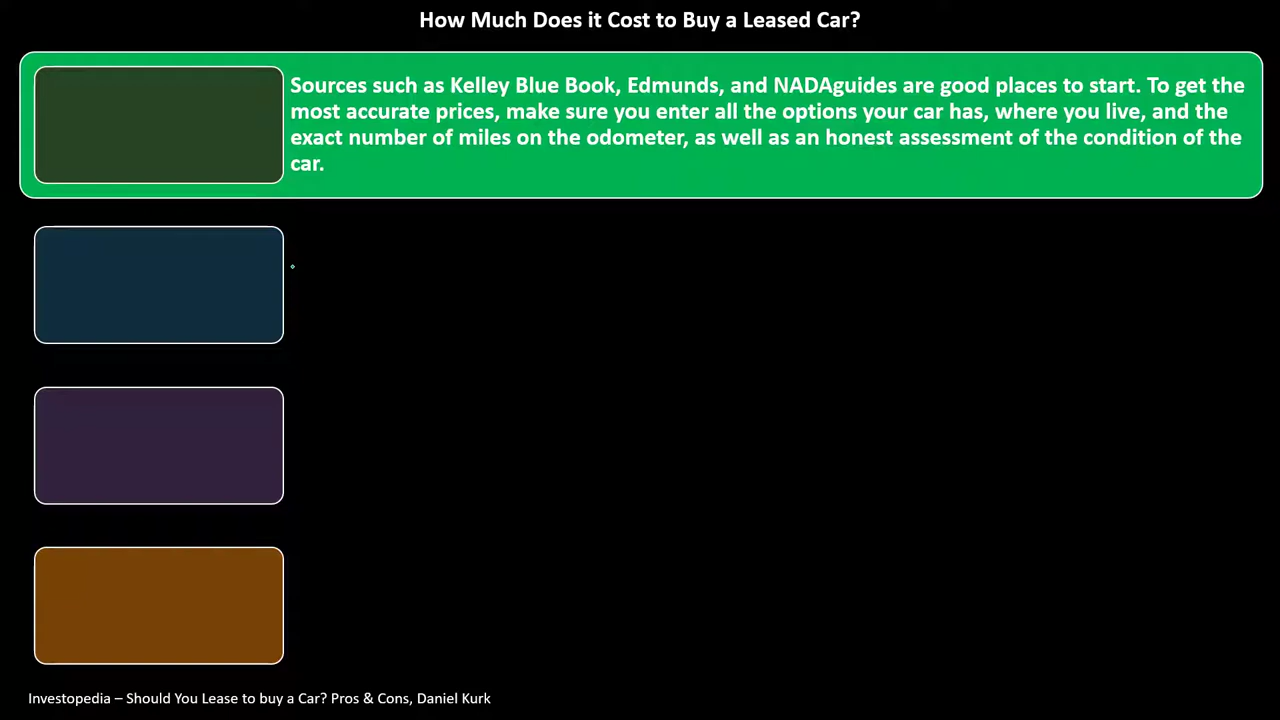 How Much Does it Cost to Buy a Leased Car?
Sources such as Kelley Blue Book, Edmunds, and NADAguides are good places to start. To get the
most accurate prices, make sure you enter all the options your car has, where you live, and the
exact number of miles on the odometer, as well as an honest assessment of the condition of the
car.
Investopedia – Should You Lease to buy a Car? Pros & Cons, Daniel Kurk